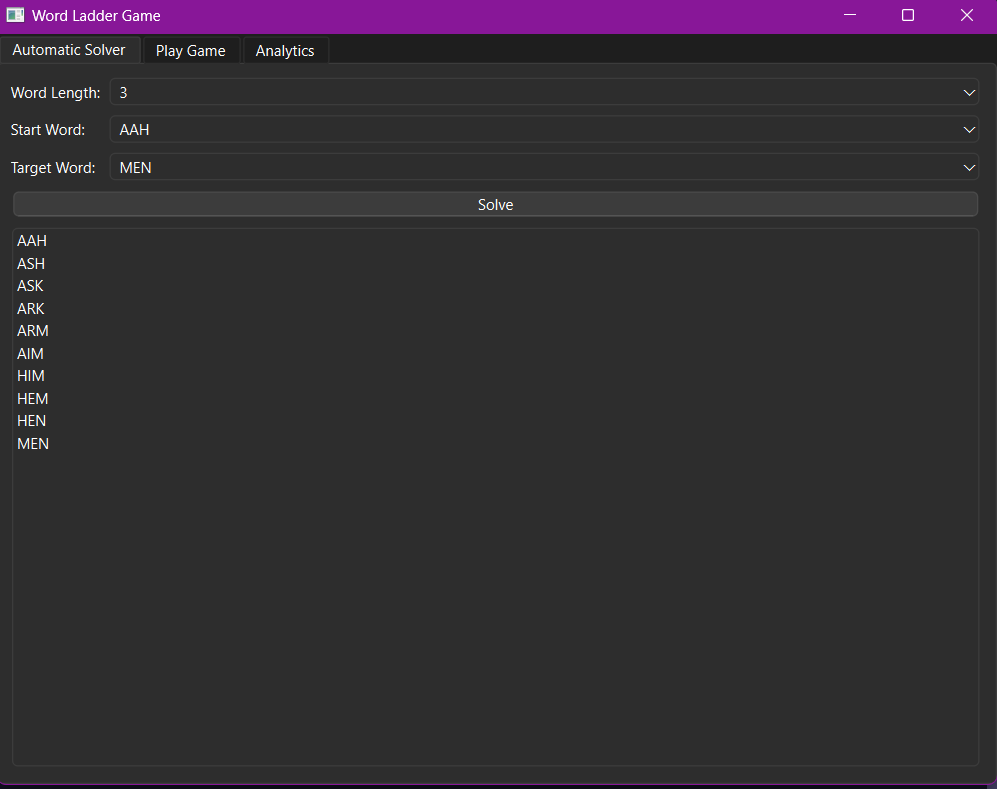 Word Ladder Game
Automatic Solver Play Game Analytics
Word Length: 3
Start Word: AAH
Target Word: MEN
Solve
AAH
ASH
ASK
ARK
ARM
AIM
HIM
HEM
HEN
MEN